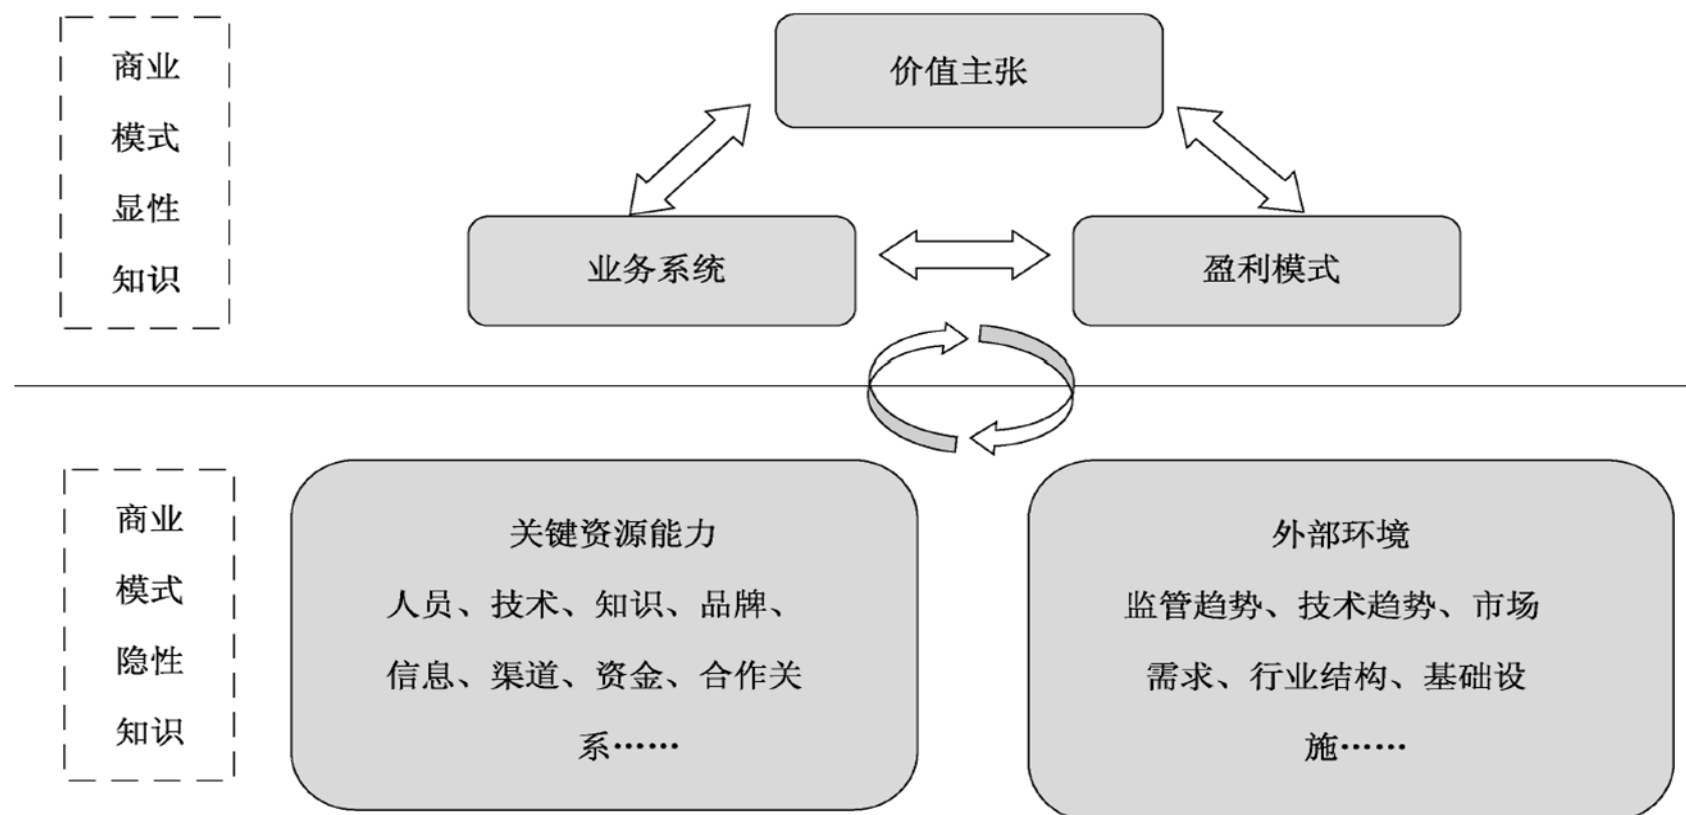 商业
模式
显性
知识
价值主张
业务系统
盈利模式
商业
模式
隐性
知识
关键资源能力
人员、技术、知识、品牌、
信息、渠道、资金、合作关
系……
外部环境
监管趋势、技术趋势、市场
需求、行业结构、基础设
施……